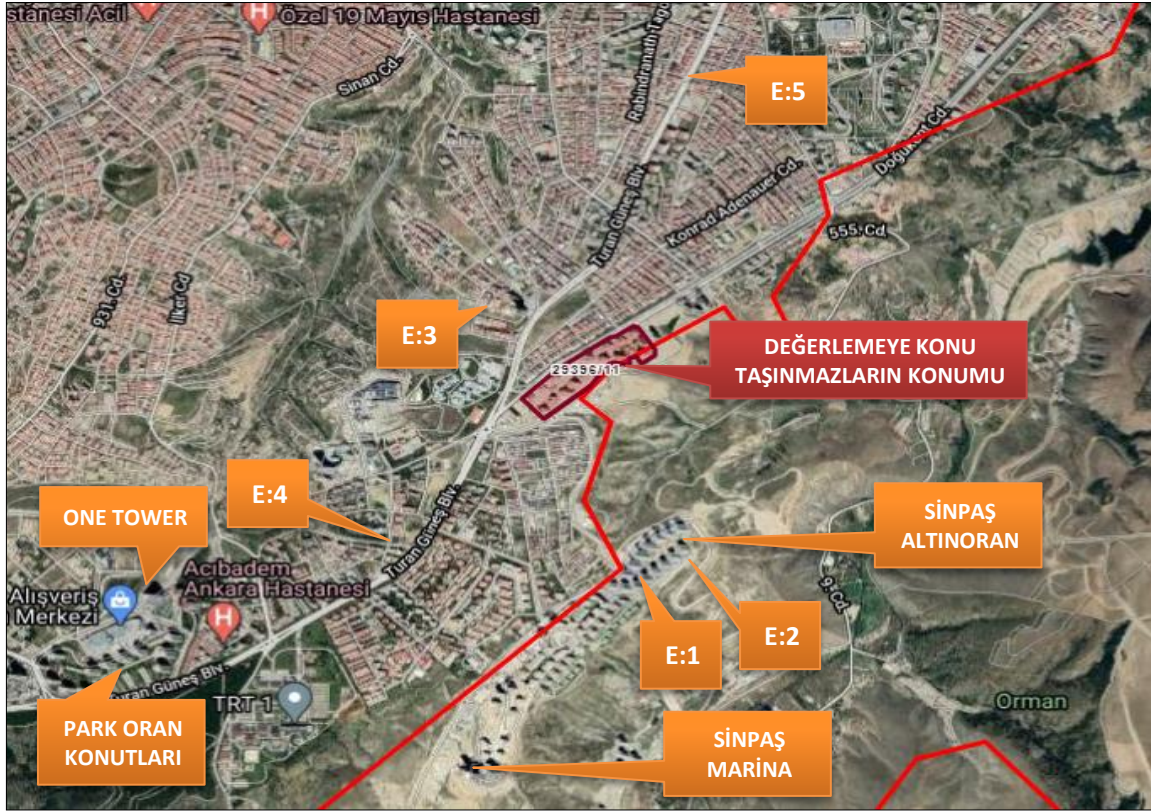 stanesi Acil
Özel 19 Mayıs Hastanesi
Sinan Cd.
Rabindranath Tago
E:5
Doğukent Cd.
Turan Güneş Blv.
Konrad Adenauer Cd.
555. Cd.
931. Cd.
İlker Cd
E:3
29396/11
DEĞERLEMEYE KONU
TAŞINMAZLARIN KONUMU
E:4
ONE TOWER
SİNPAŞ
ALTINORAN
Turan Güneş Blv.
Acıbadem
Ankara Hastanesi
Alışveriş
Merkezi
9. Cd.
E:1
E:2
Turan Güneş Blv.
TRT 1
Orman
PARK ORAN
KONUTLARI
SİNPAŞ
MARİNA